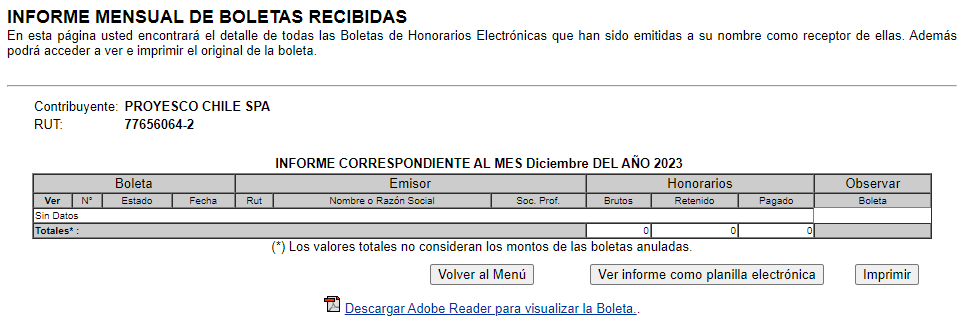 INFORME MENSUAL DE BOLETAS RECIBIDAS
En esta página usted encontrará el detalle de todas las Boletas de Honorarios Electrónicas que han sido emitidas a su nombre como receptor de ellas. Además
podrá acceder a ver e imprimir el original de la boleta.
Contribuyente: PROYESCO CHILE SPA
RUT: 77656064-2
INFORME CORRESPONDIENTE AL MES Diciembre DEL AÑO 2023
Boleta Emisor Honorarios Observar
Ver N° Estado Fecha Rut Nombre o Razón Social Soc. Prof. Brutos Retenido Pagado Boleta
Sin Datos
Totales* : 0 0 0
(*) Los valores totales no consideran los montos de las boletas anuladas.
Volver al Menú Ver informe como planilla electrónica Imprimir
Descargar Adobe Reader para visualizar la Boleta..